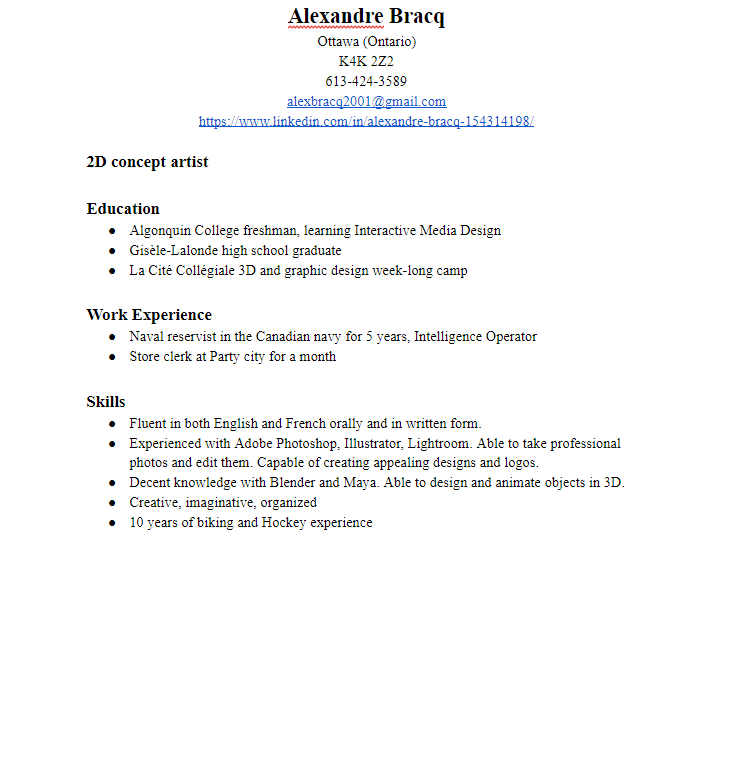 Alexandre Bracq
Ottawa (Ontario)
K4K 2Z2
613-424-3589
alexbracq2001@gmail.com
https://www.linkedin.com/in/alexandre-bracq-154314198/
2D concept artist
Education
● Algonquin College freshman, learning Interactive Media Design
● Gisèle-Lalonde high school graduate
● La Cité Collégiale 3D and graphic design week-long camp
Work Experience
● Naval reservist in the Canadian navy for 5 years, Intelligence Operator
● Store clerk at Party city for a month
Skills
● Fluent in both English and French orally and in written form.
● Experienced with Adobe Photoshop, Illustrator, Lightroom. Able to take professional
photos and edit them. Capable of creating appealing designs and logos.
● Decent knowledge with Blender and Maya. Able to design and animate objects in 3D.
● Creative, imaginative, organized
● 10 years of biking and Hockey experience